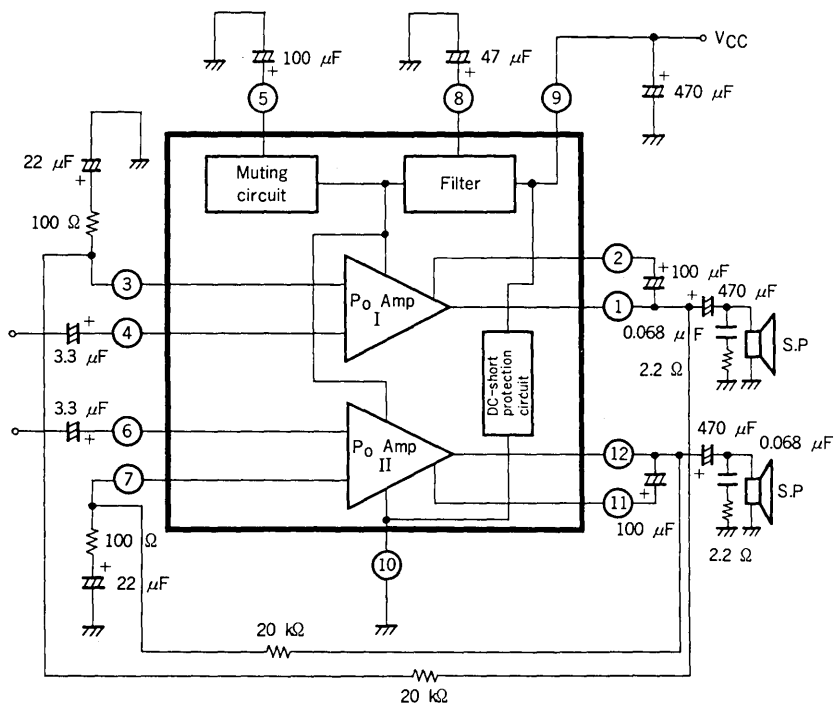 100 μF
47 μF
VCC
5
8
9
470 μF
22 μF
Muting
circuit
Filter
100 Ω
2
3
100 μF
470 μF
Po Amp
I
1
4
0.068 μF
S.P
3.3 μF
2.2 Ω
DC-short
protection
circuit
3.3 μF
6
Po Amp
II
12
470 μF
0.068 μF
7
S.P
11
100 μF
100 Ω
2.2 Ω
10
22 μF
20 kΩ
20 kΩ